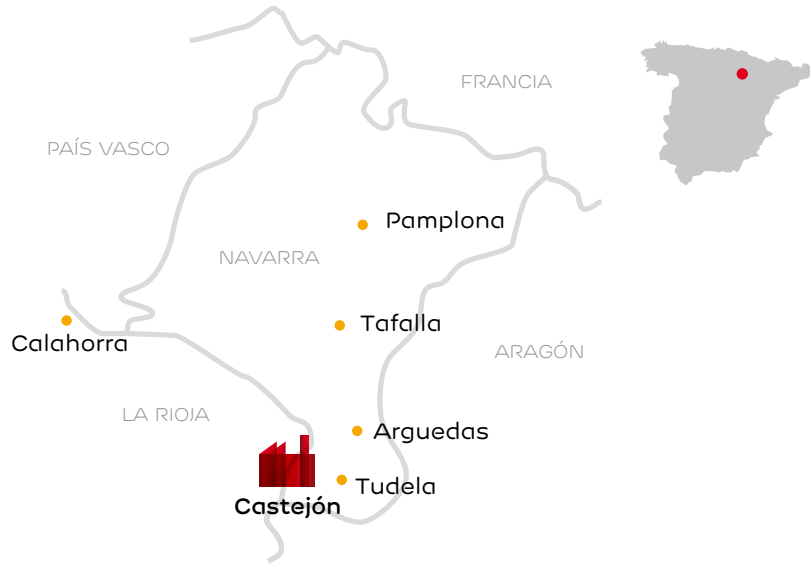 FRANCIA
PAÍS VASCO
Pamplona
NAVARRA
Tafalla
Calahorra
ARAGÓN
LA RIOJA
Arguedas
Tudela
Castejón